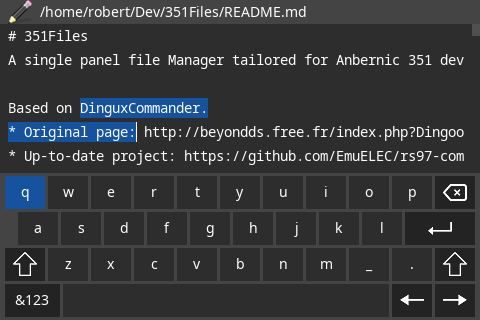 /home/robert/Dev/351Files/README.md
# 351Files
A single panel file Manager tailored for Anbernic 351 dev
Based on DinguxCommander.
* Original page: http://beyondds.free.fr/index.php?Dingoo
* Up-to-date project: https://github.com/EmuELEC/rs97-com
q w e r t y u i o p
a s d f g h j k l
z x c v b n m _ .
&123